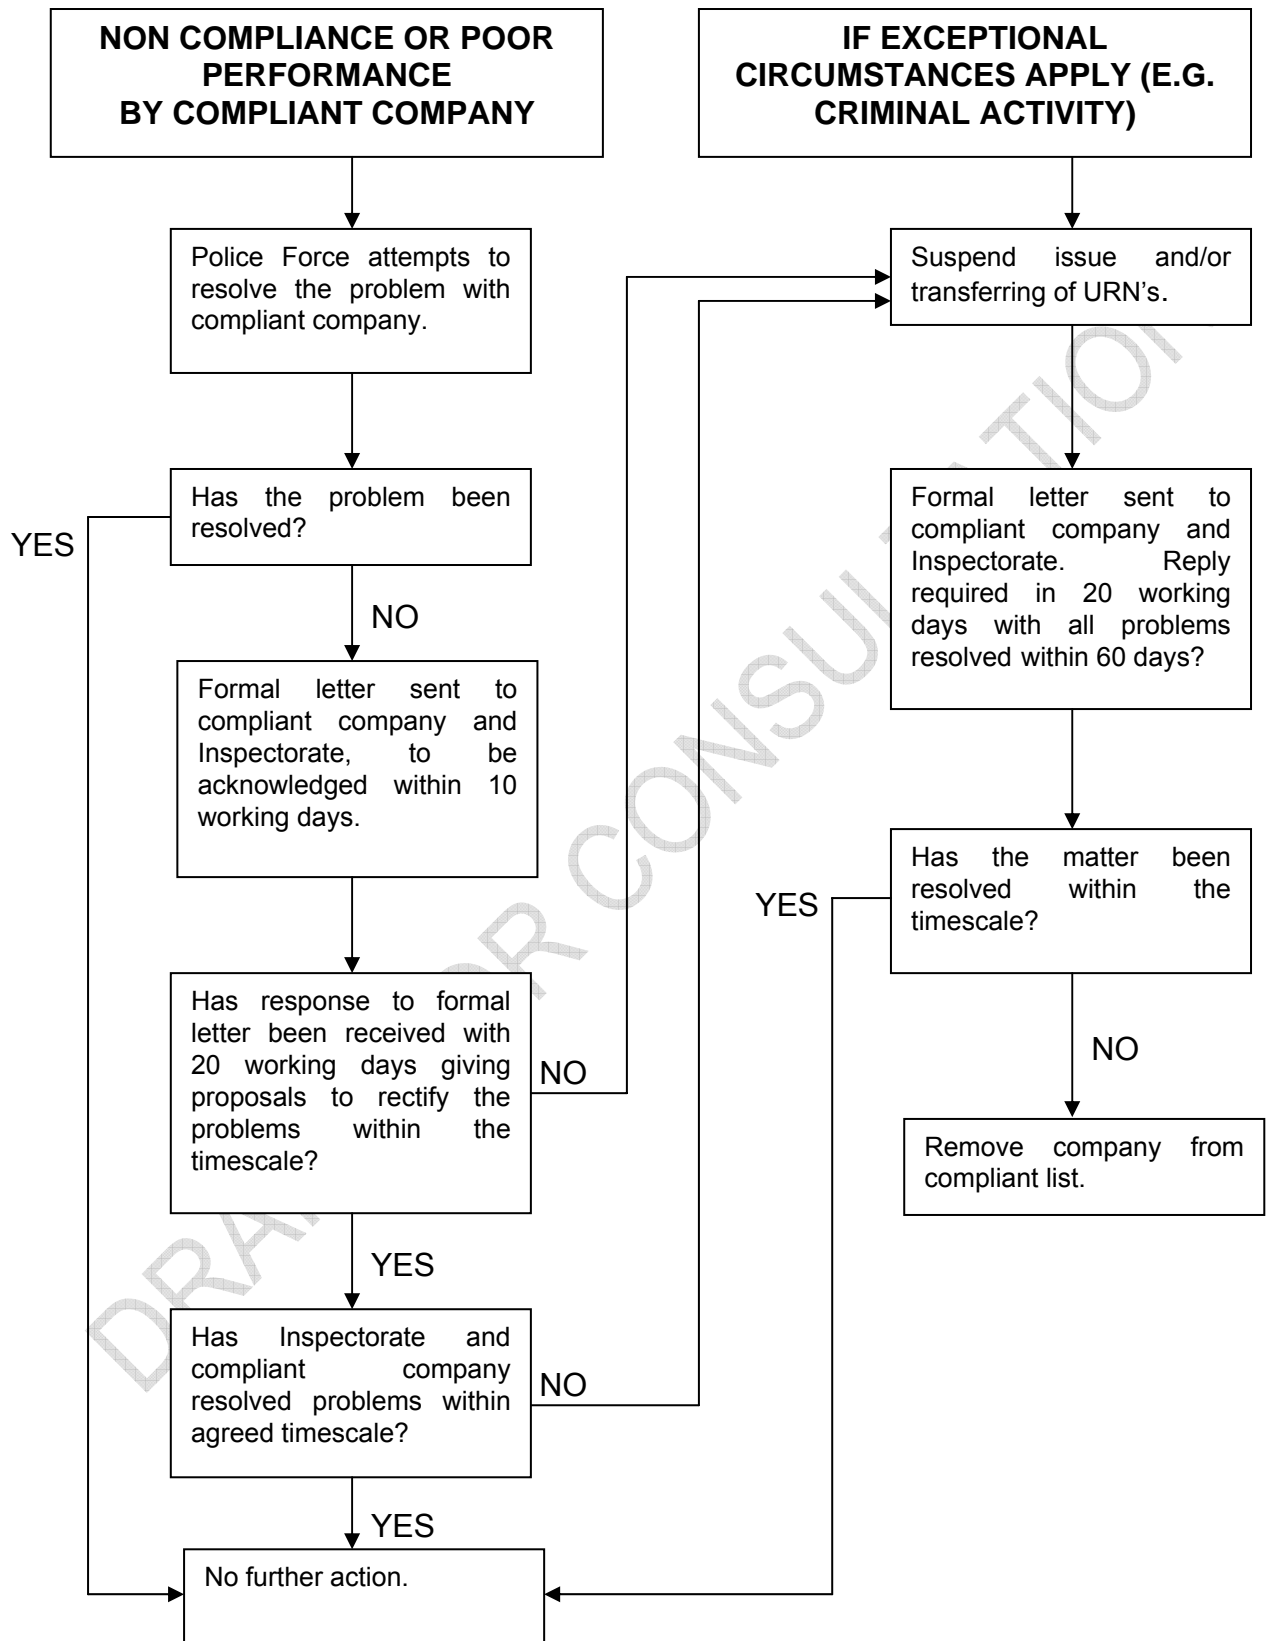 NON COMPLIANCE OR POOR
PERFORMANCE
BY COMPLIANT COMPANY
IF EXCEPTIONAL
CIRCUMSTANCES APPLY (E.G.
CRIMINAL ACTIVITY)
Police Force attempts to
resolve the problem with
compliant company.
Suspend issue and/or
transferring of URN's.
Has the problem been
resolved?
YES
NO
Formal letter sent to
compliant company and
Inspectorate. Reply
required in 20 working
days with all problems
resolved within 60 days?
Formal letter sent to
compliant company and
Inspectorate, to be
acknowledged within 10
working days.
Has the matter been
resolved within the
timescale?
YES
NO
Has response to formal
letter been received with
20 working days giving
proposals to rectify the
problems within the
timescale?
NO
YES
Remove company from
compliant list.
Has Inspectorate and
compliant company
resolved problems within
agreed timescale?
NO
YES
No further action.